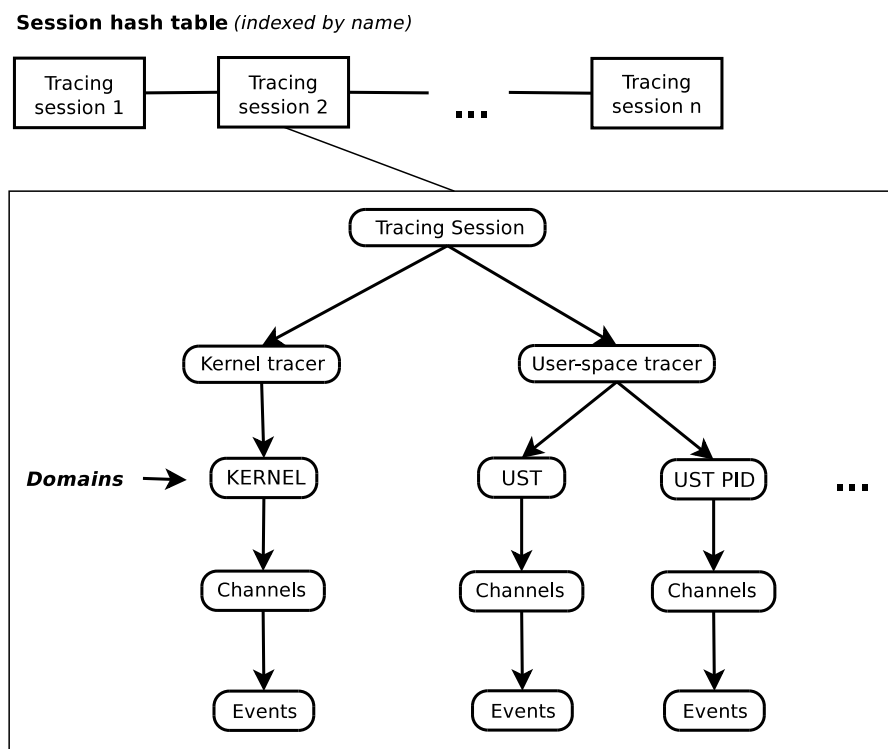 Session hash table (indexed by name)
Tracing
session 1
Tracing
session 2
...
Tracing
session n
Tracing Session
Kernel tracer
User-space tracer
Domains
KERNEL
UST
UST PID
...
Channels
Channels
Channels
Events
Events
Events